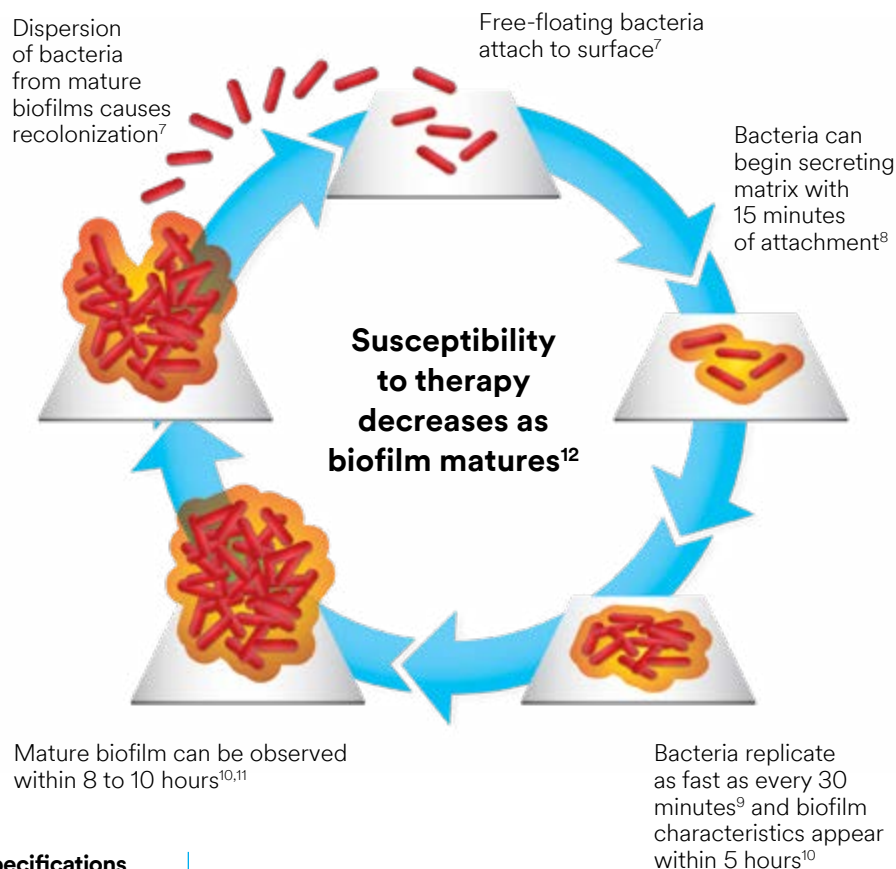 Dispersion
of bacteria
from mature
biofilms causes
recolonization⁷
Free-floating bacteria
attach to surface⁷
Bacteria can
begin secreting
matrix with
15 minutes
of attachment⁸
Susceptibility
to therapy
decreases as
biofilm matures¹²
Mature biofilm can be observed
within 8 to 10 hours¹⁰,¹¹
Bacteria replicate
as fast as every 30
minutes⁹ and biofilm
characteristics appear
within 5 hours¹⁰